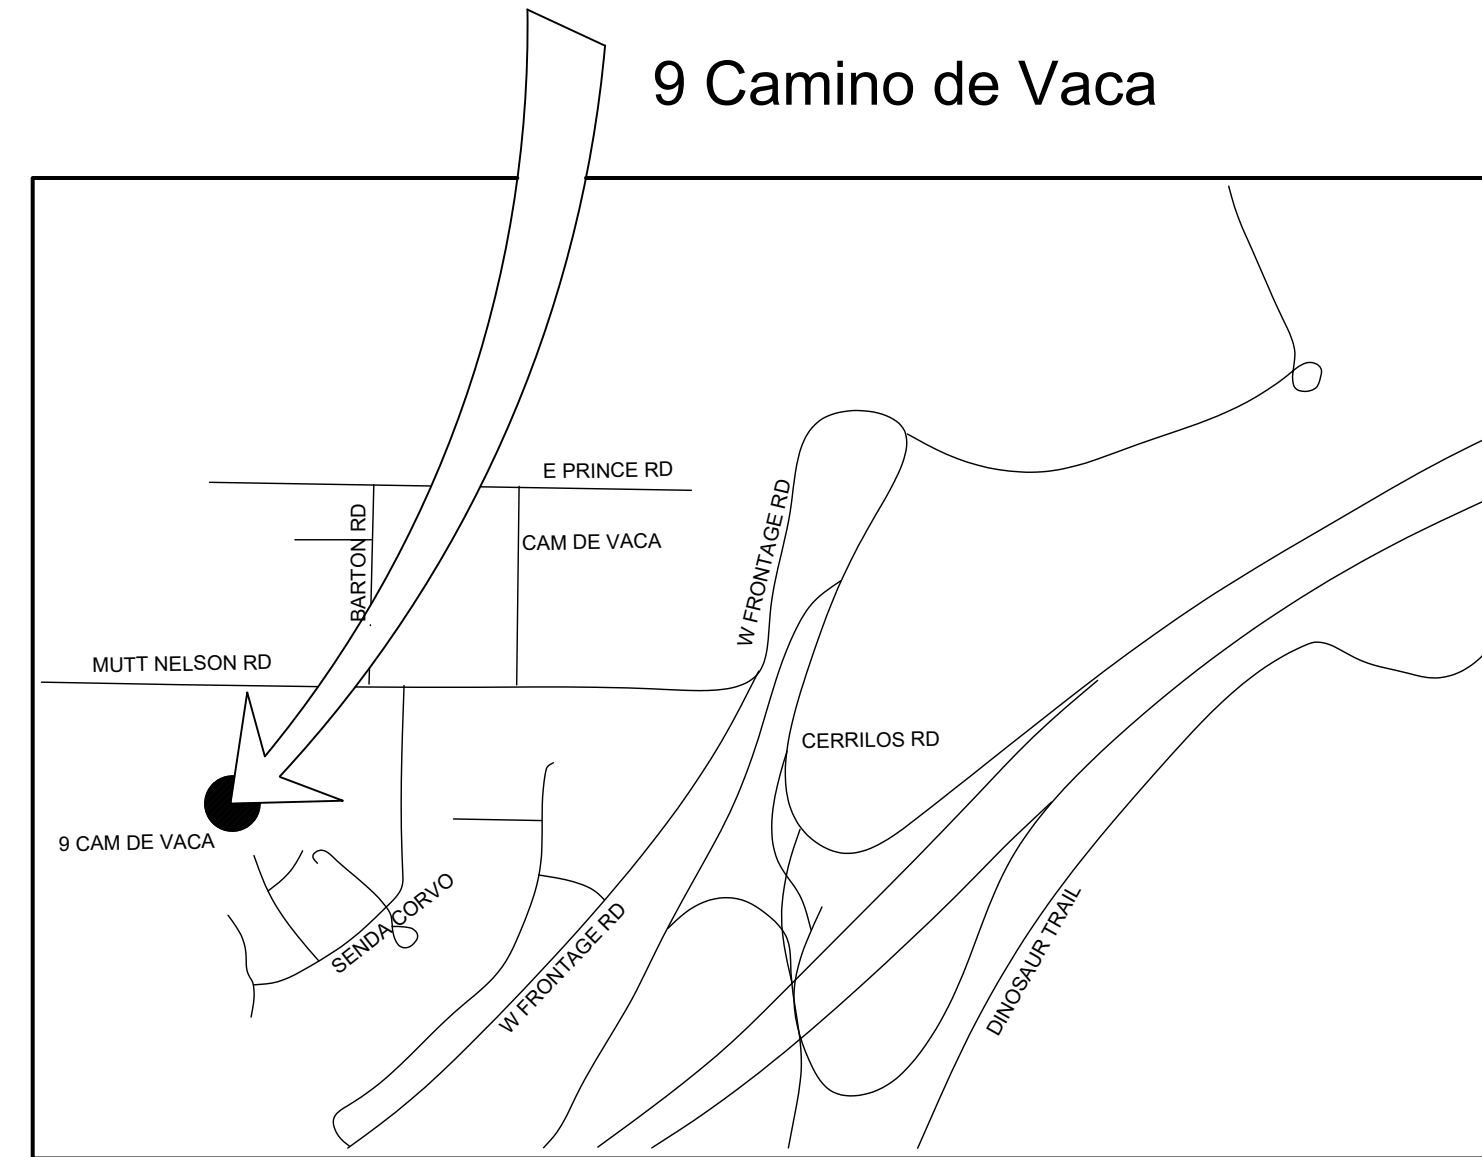 9 Camino de Vaca
E PRINCE RD
BARTON RD
CAM DE VACA
W FRONTAGE RD
MUTT NELSON RD
CERRILOS RD
9 CAM DE VACA
SENDA CORVO
W FRONTAGE RD
DINOSAUR TRAIL